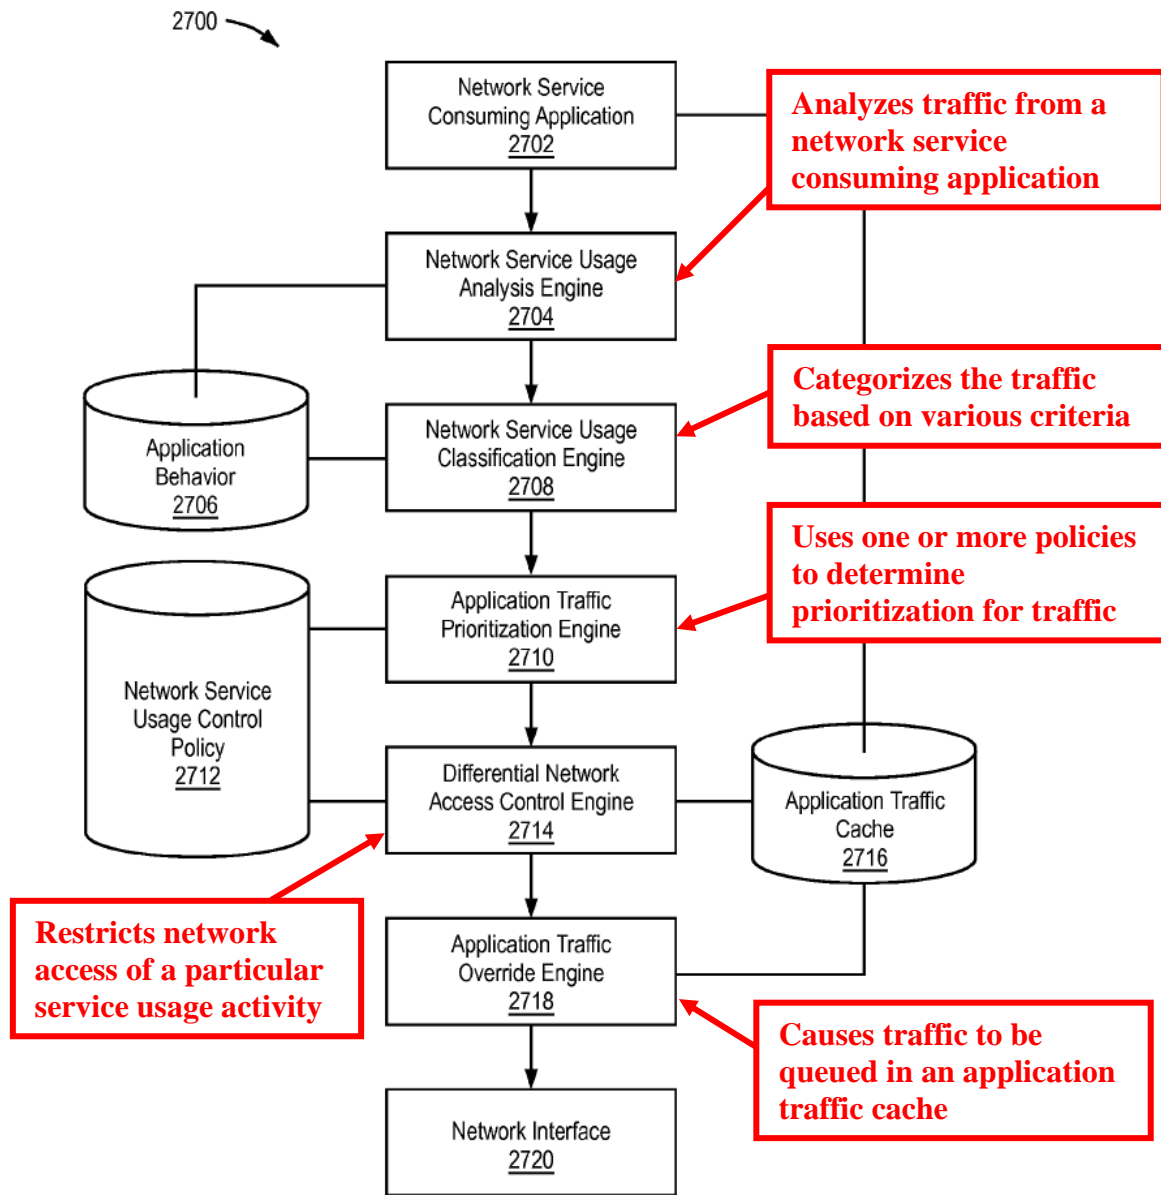 2700
Network Service
Consuming Application
2702
Analyzes traffic from a
network service
consuming application
Network Service Usage
Analysis Engine
2704
Categorizes the traffic
based on various criteria
Application
Behavior
2706
Network Service Usage
Classification Engine
2708
Uses one or more policies
to determine
prioritization for traffic
Application Traffic
Prioritization Engine
2710
Network Service
Usage Control
Policy
2712
Differential Network
Access Control Engine
2714
Application Traffic
Cache
2716
Restricts network
access of a particular
service usage activity
Application Traffic
Override Engine
2718
Causes traffic to be
queued in an application
traffic cache
Network Interface
2720